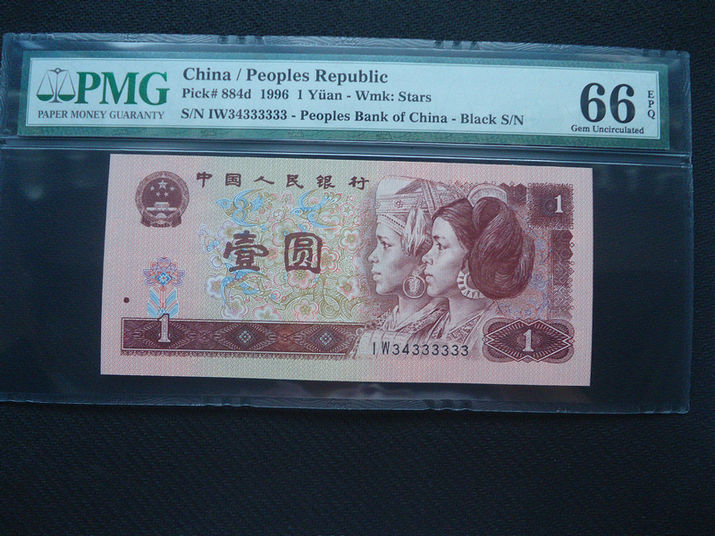 PMG
PAPER MONEY GUARANTY
China / Peoples Republic
Pick# 884d 1996 1 Yüan - Wmk: Stars
S/N IW34333333 - Peoples Bank of China - Black S/N
66
EPQ
Gem Uncirculated
中国人民银行
1
壹圆
1
1
IW34333333